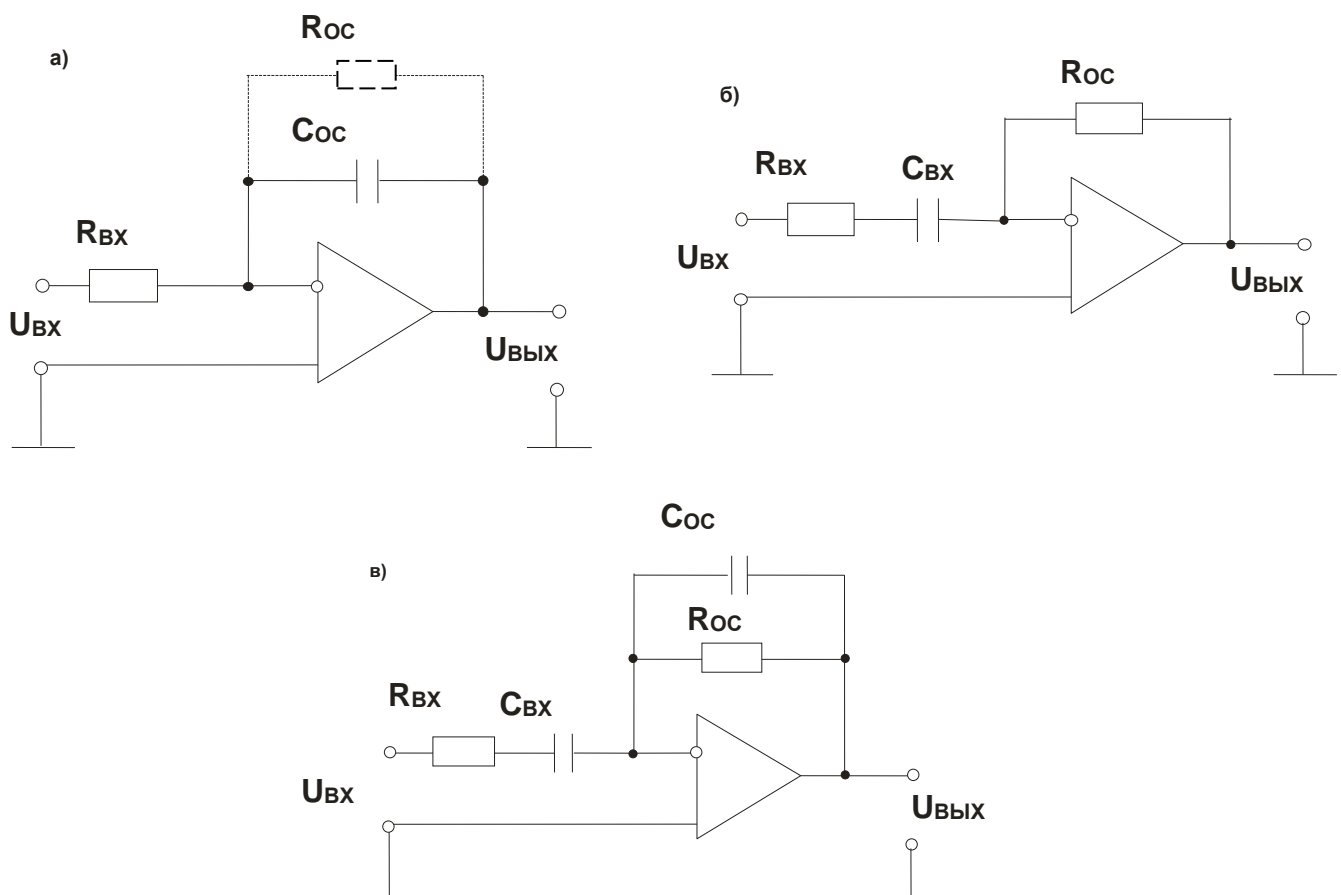 а)
RОС
CОС
RВХ
UВХ
UВЫХ
б)
RОС
RВХ
CВХ
UВХ
UВЫХ
в)
CОС
RОС
RВХ
CВХ
UВХ
UВЫХ